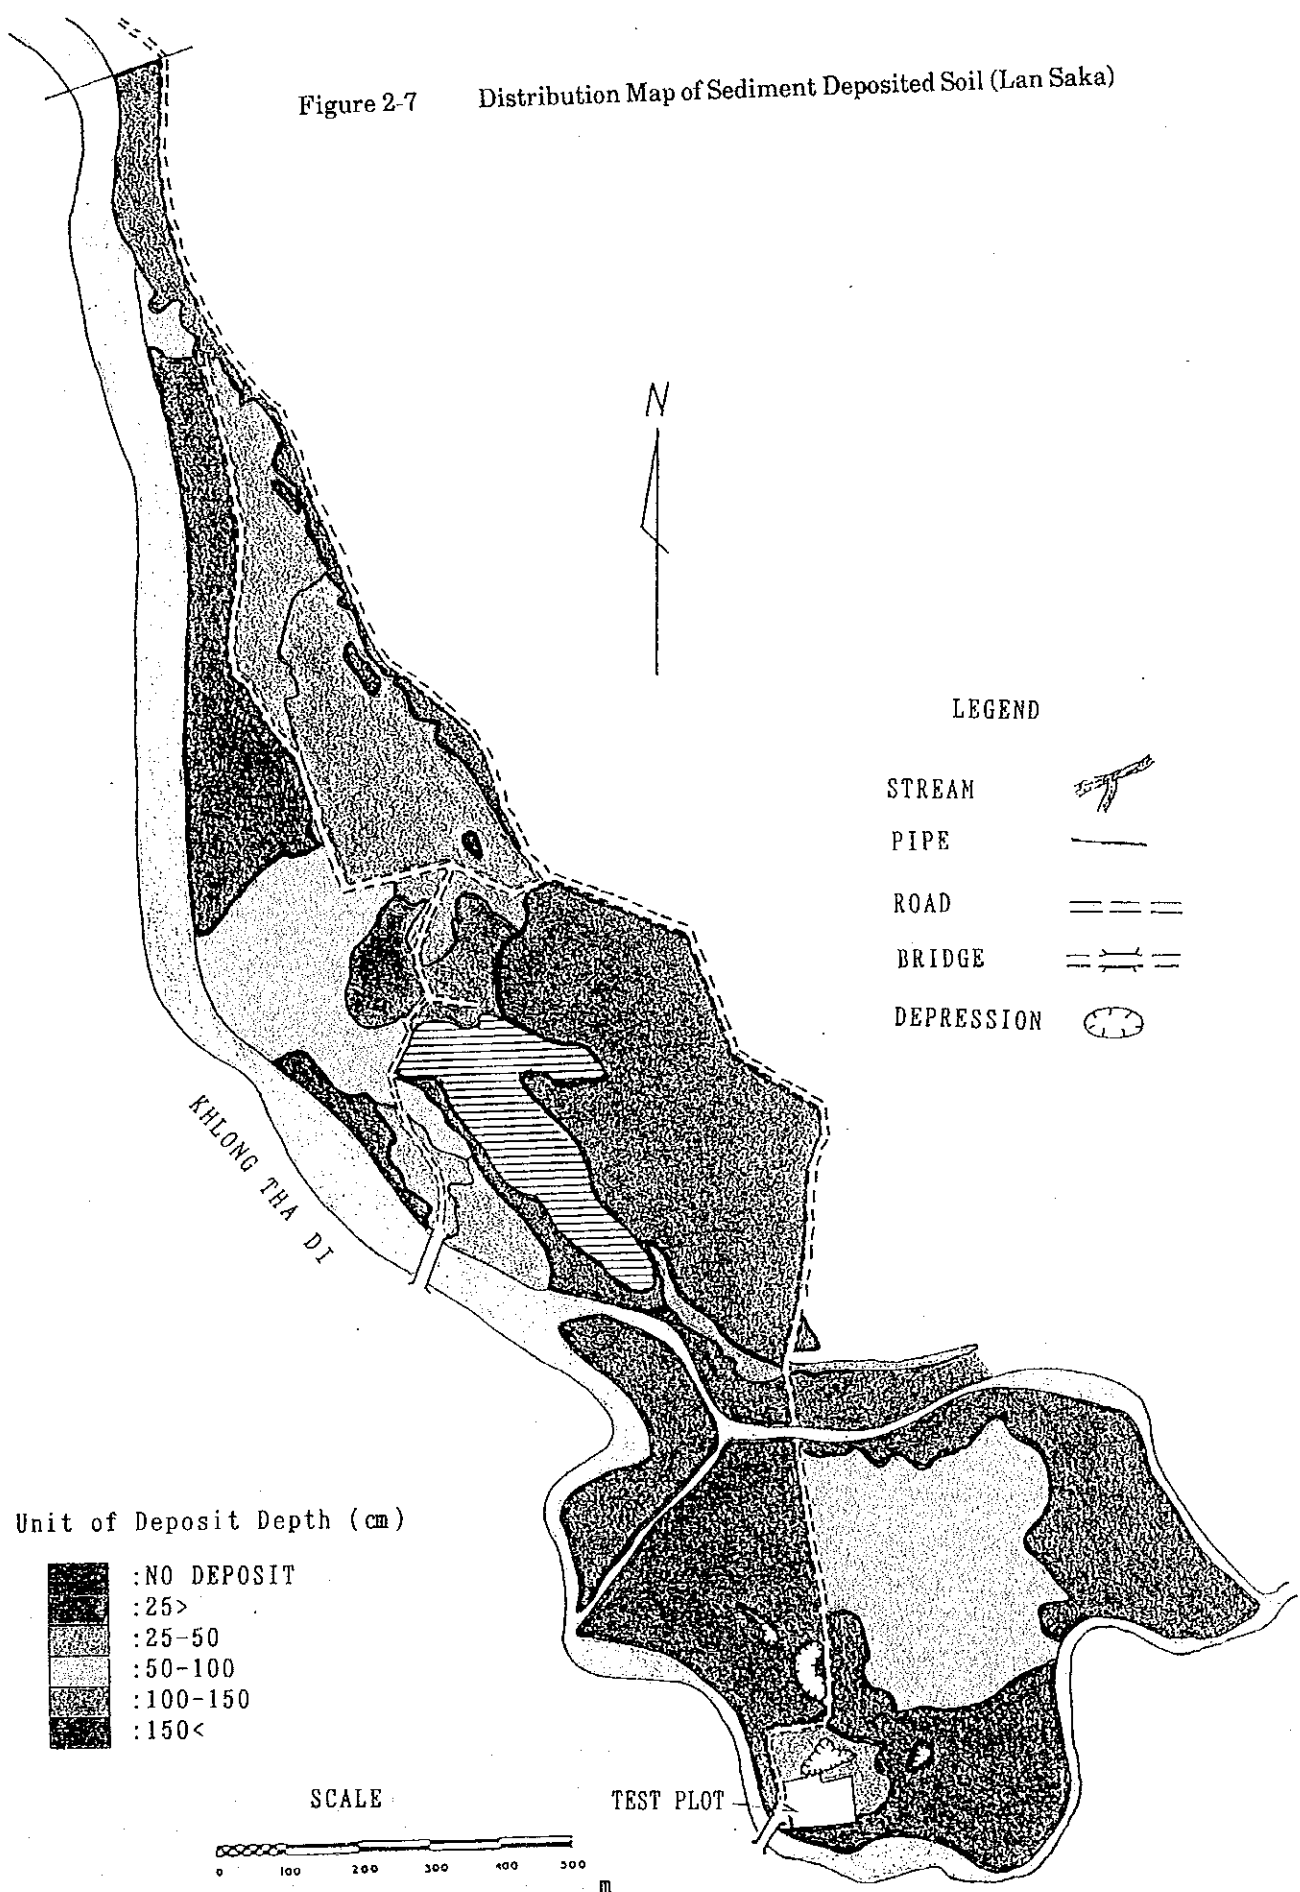 Figure 2-7 Distribution Map of Sediment Deposited Soil (Lan Saka)
N
LEGEND
STREAM
PIPE
ROAD
BRIDGE
DEPRESSION
KHLONG THA DI
Unit of Deposit Depth (cm)
:NO DEPOSIT
:25>
:25-50
:50-100
:100-150
:150<
SCALE
TEST PLOT
0 100 200 300 400 500
m